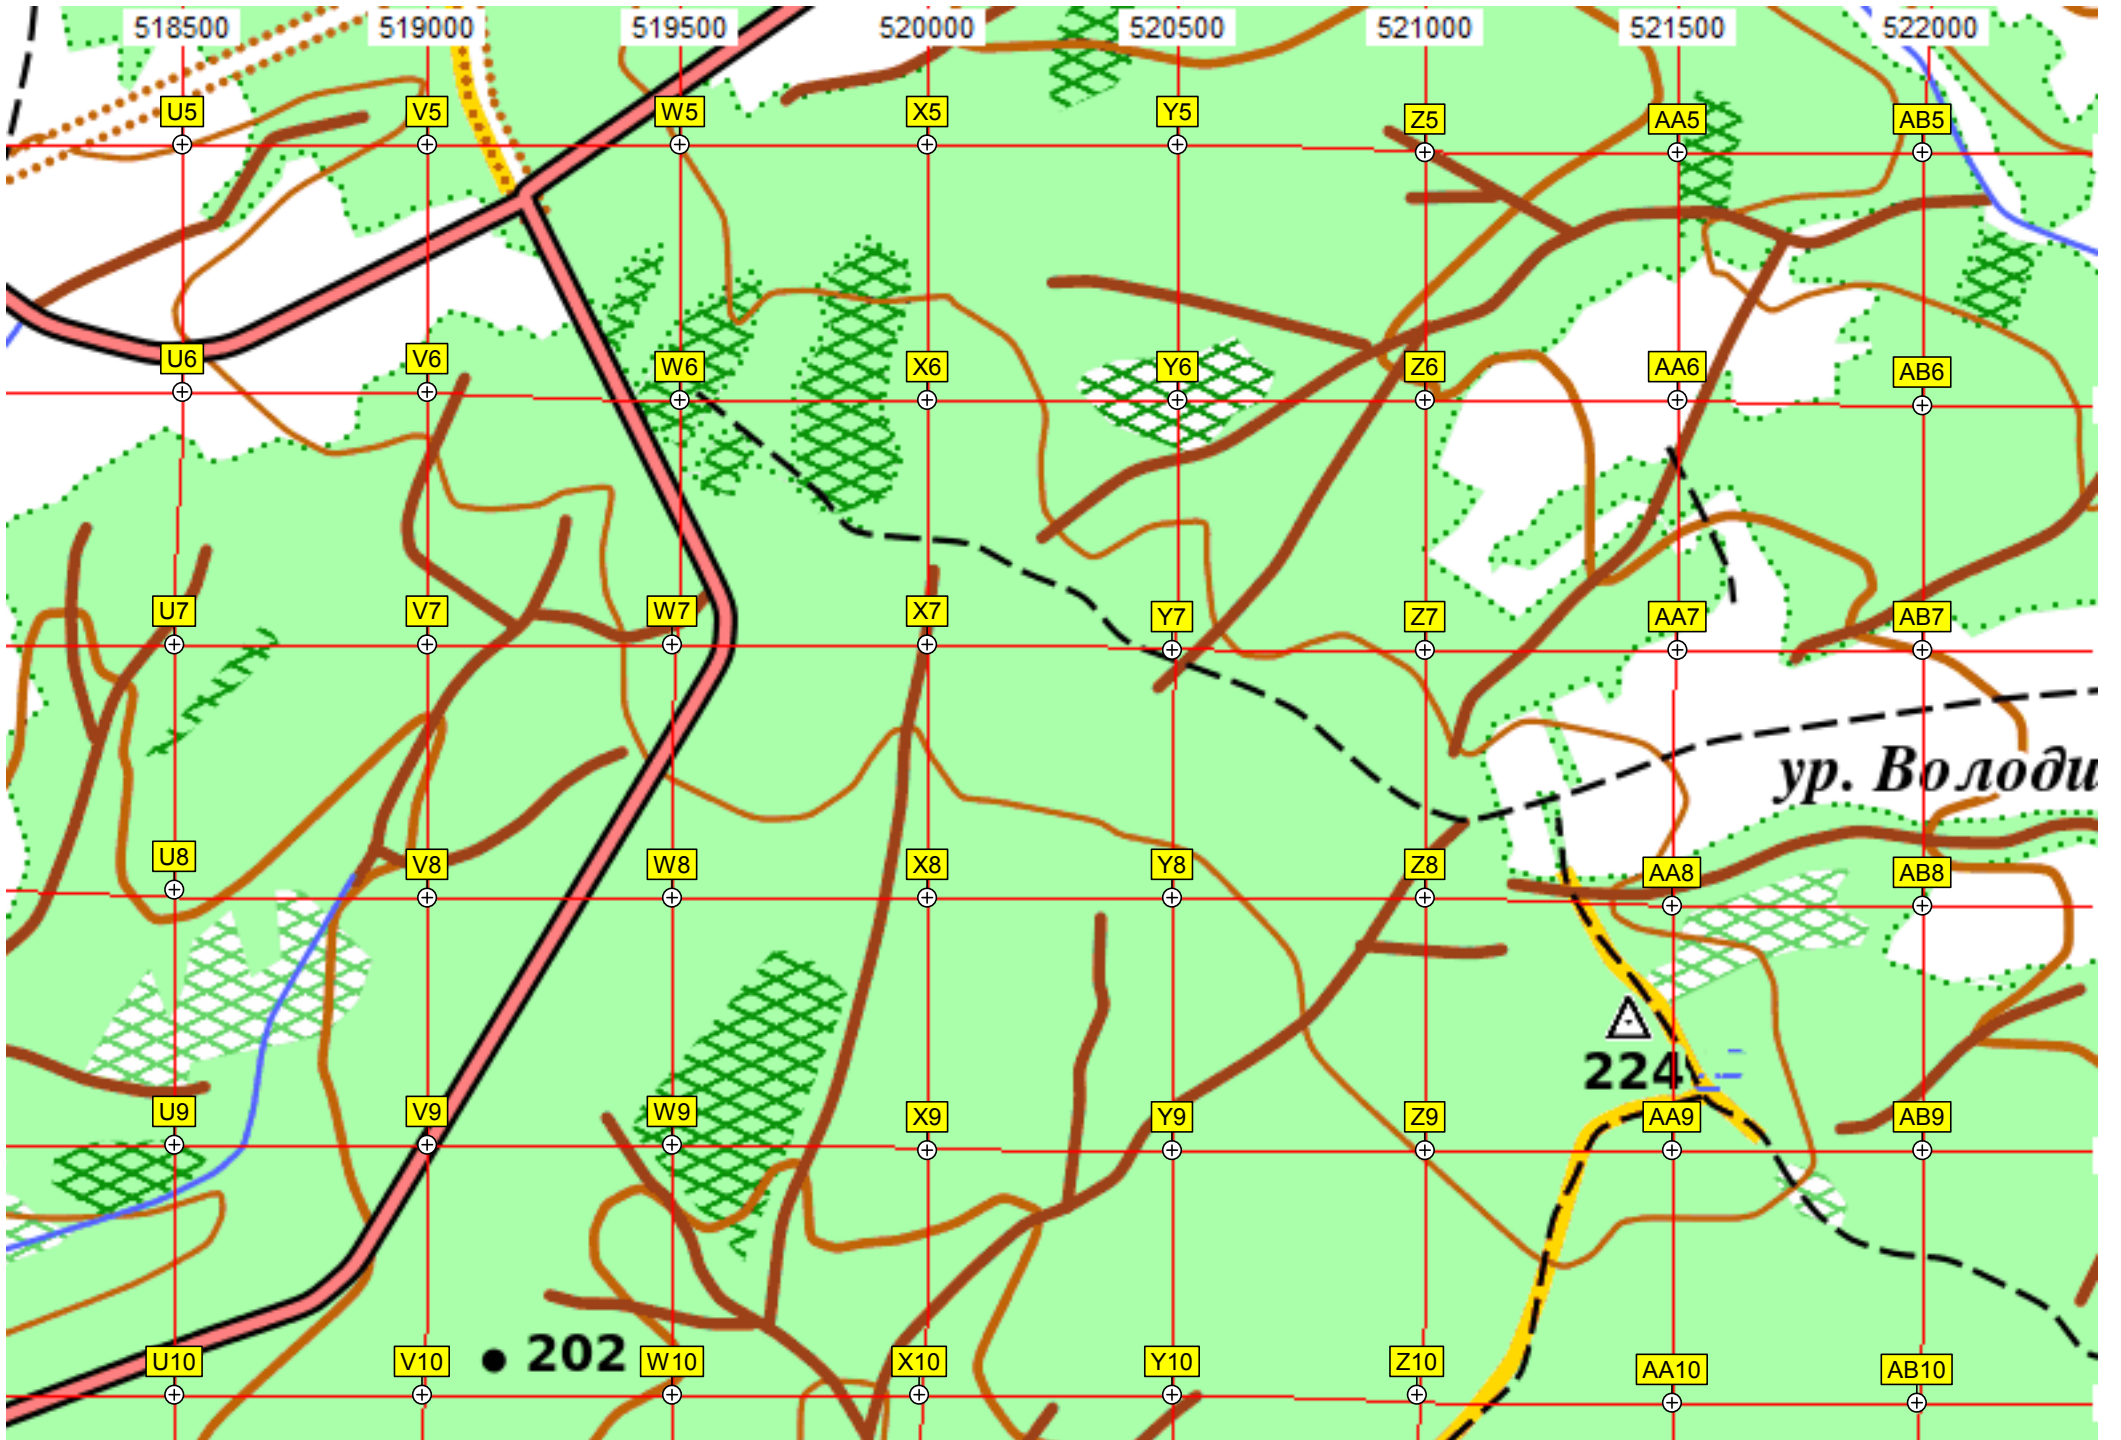 518500 519000 519500 520000 520500 521000 521500 522000
U5 V5 W5 X5 Y5 Z5 AA5 AB5
U6 V6 W6 X6 Y6 Z6 AA6 AB6
U7 V7 W7 X7 Y7 Z7 AA7 AB7
ур. Володи
U8 V8 W8 X8 Y8 Z8 AA8 AB8
224
U9 V9 W9 X9 Y9 Z9 AA9 AB9
202
U10 V10 W10 X10 Y10 Z10 AA10 AB10